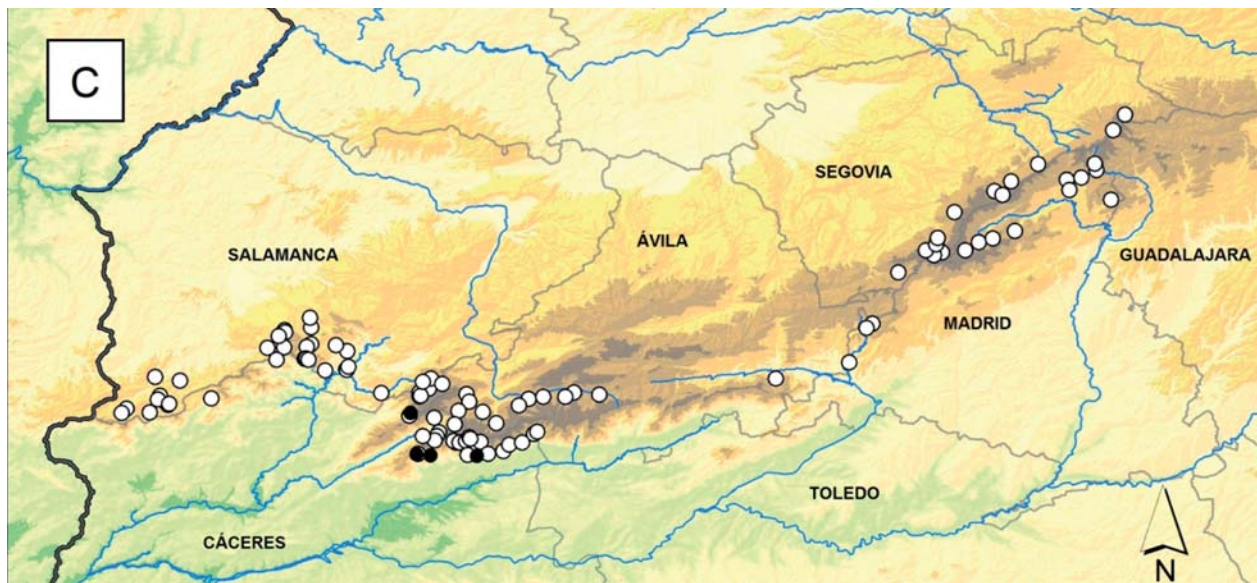 C
SEGOVIA
ÁVILA
SALAMANCA
GUADALAJARA
MADRID
TOLEDO
CÁCERES
N